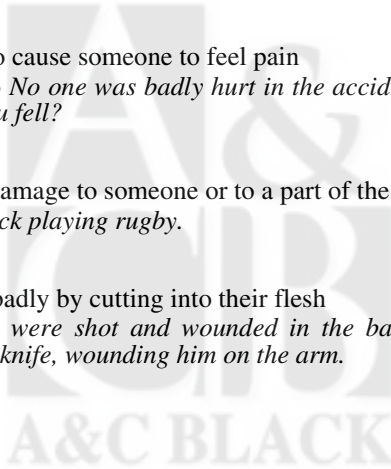 o cause someone to feel pain
No one was badly hurt in the accid
u fell?
amage to someone or to a part of the
ck playing rugby.
badly by cutting into their flesh
were shot and wounded in the ba
knife, wounding him on the arm.
A&CB
A&C BLACK